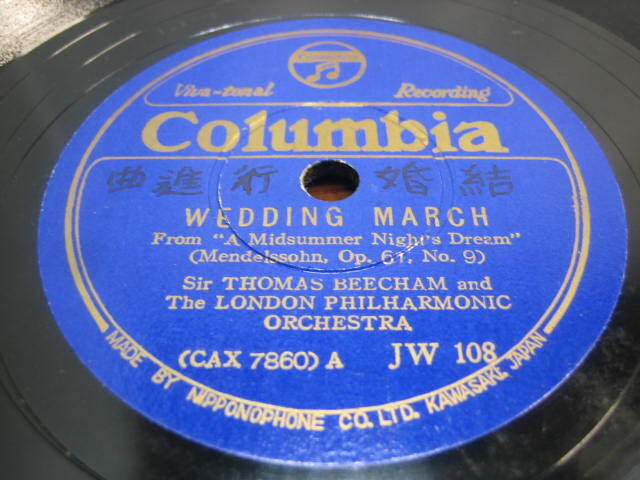 Viva-tonal Recording
Columbia
曲進行 婚結
WEDDING MARCH
From "A Midsummer Night's Dream"
(Mendelssohn, Op. 61, No. 9)
Sir THOMAS BEECHAM and
The LONDON PHILHARMONIC
ORCHESTRA
(CAX 7860) A JW 108
MADE BY NIPPONOPHONE CO., LTD. KAWASAKI, JAPAN